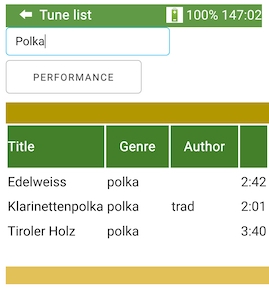 Tune list 100% 147:02
Polka
PERFORMANCE
Title Genre Author
Edelweiss polka 2:42
Klarinettenpolka polka trad 2:01
Tiroler Holz polka 3:40